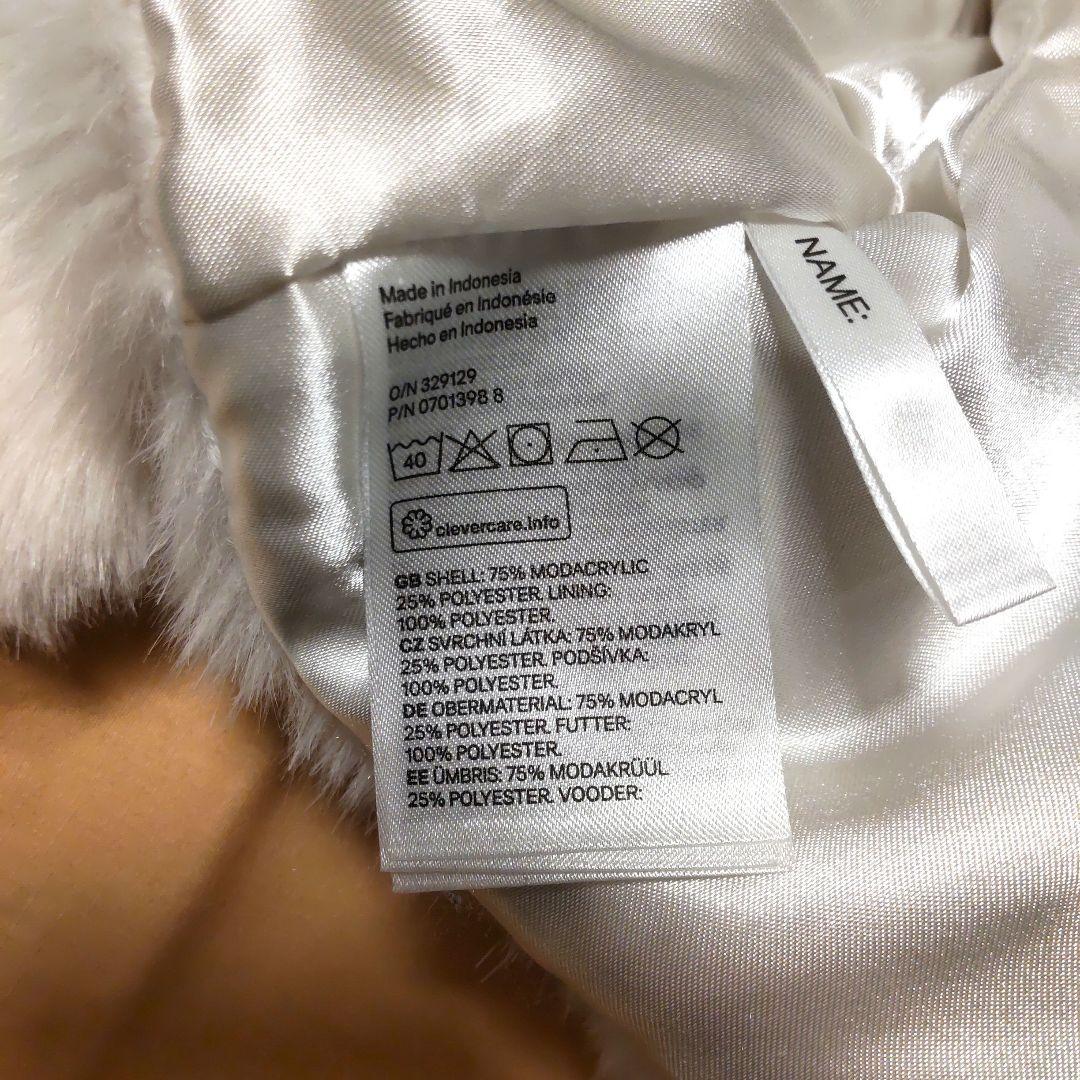 Made in Indonesia
Fabriqué en Indonésie
Hecho en Indonesia
O/N 329129
P/N 0701398 8
40
clevercare.info
GB SHELL: 75% MODACRYLIC
25% POLYESTER. LINING:
100% POLYESTER.
CZ SVRCHNÍ LÁTKA: 75% MODAKRYL
25% POLYESTER. PODŠÍVKA:
100% POLYESTER.
DE OBERMATERIAL: 75% MODACRYL
25% POLYESTER. FUTTER:
100% POLYESTER.
EE ÜMBRIS: 75% MODAKRÜÜL
25% POLYESTER. VOODER:
NAME: